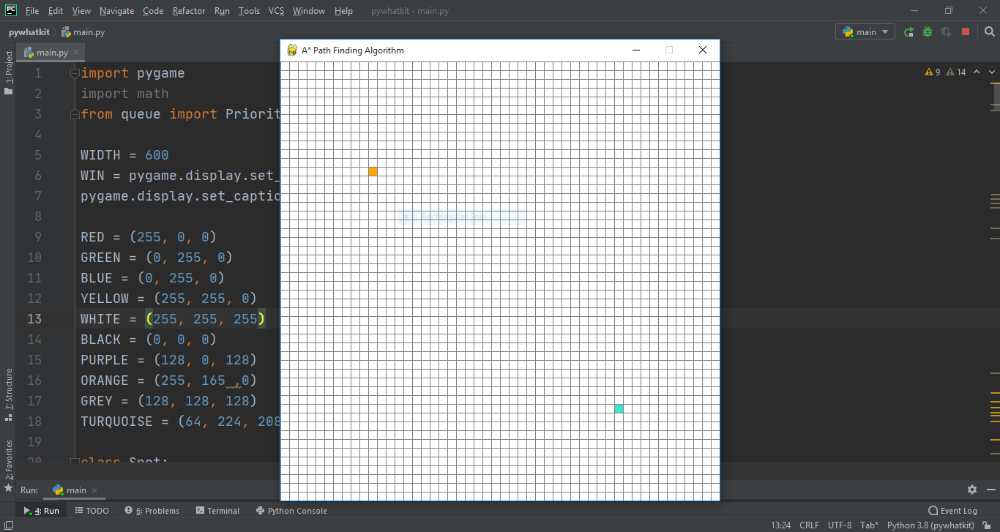 File Edit View Navigate Code Refactor Run Tools VCS Window Help pywhatkit - main.py
pywhatkit main.py main
main.py
A* Path Finding Algorithm
1: Project
7: Structure
2: Favorites
9 14
1 import pygame
2 import math
3 from queue import Priorit
4
5 WIDTH = 600
6 WIN = pygame.display.set_
7 pygame.display.set_captio
8
9 RED = (255, 0, 0)
10 GREEN = (0, 255, 0)
11 BLUE = (0, 255, 0)
12 YELLOW = (255, 255, 0)
13 WHITE = (255, 255, 255)
14 BLACK = (0, 0, 0)
15 PURPLE = (128, 0, 128)
16 ORANGE = (255, 165 ,0)
17 GREY = (128, 128, 128)
18 TURQUOISE = (64, 224, 208
19
20 class Spot:
Rectangular Snip
Run: main
4: Run TODO 6: Problems Terminal Python Console Event Log
13:24 CRLF UTF-8 Tab* Python 3.8 (pywhatkit)